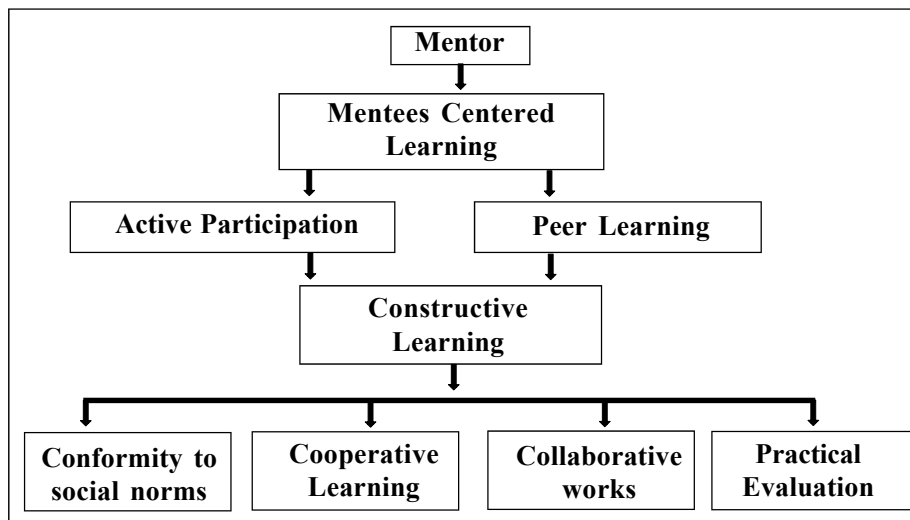 Mentor
Mentees Centered
Learning
Active Participation
Peer Learning
Constructive
Learning
Conformity to
social norms
Cooperative
Learning
Collaborative
works
Practical
Evaluation